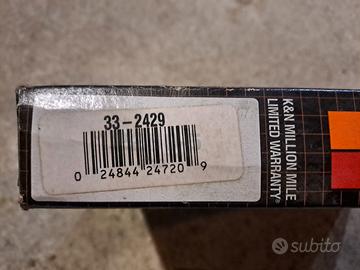 33-2429
0 24844 24720 9
K&N MILLION MILE
LIMITED WARRANTY®
subito